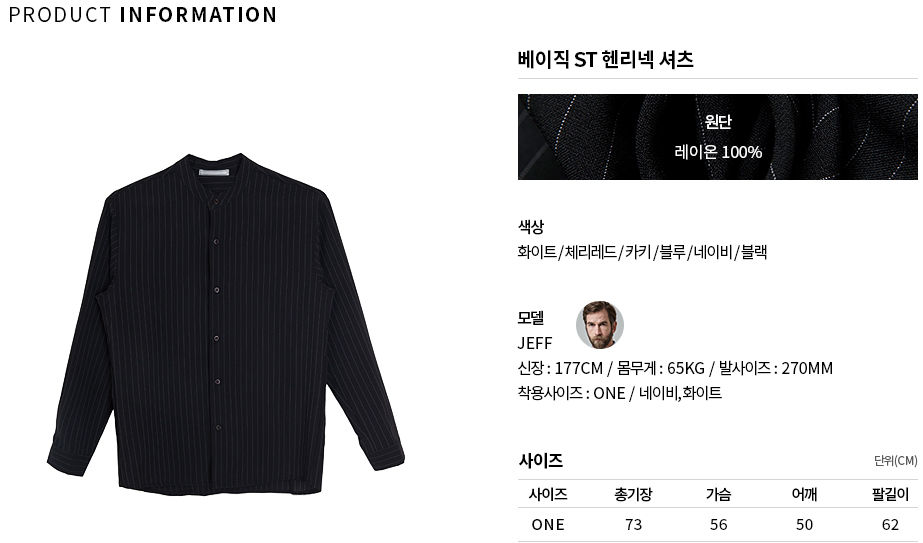 PRODUCT INFORMATION
베이직 ST 헨리넥 셔츠
원단
레이온 100%
색상
화이트/체리레드/카키/블루/네이비/블랙
모델
JEFF
신장 : 177CM / 몸무게 : 65KG / 발사이즈 : 270MM
착용사이즈 : ONE / 네이비,화이트
사이즈 단위(CM)
사이즈 총기장 가슴 어깨 팔길이
ONE 73 56 50 62